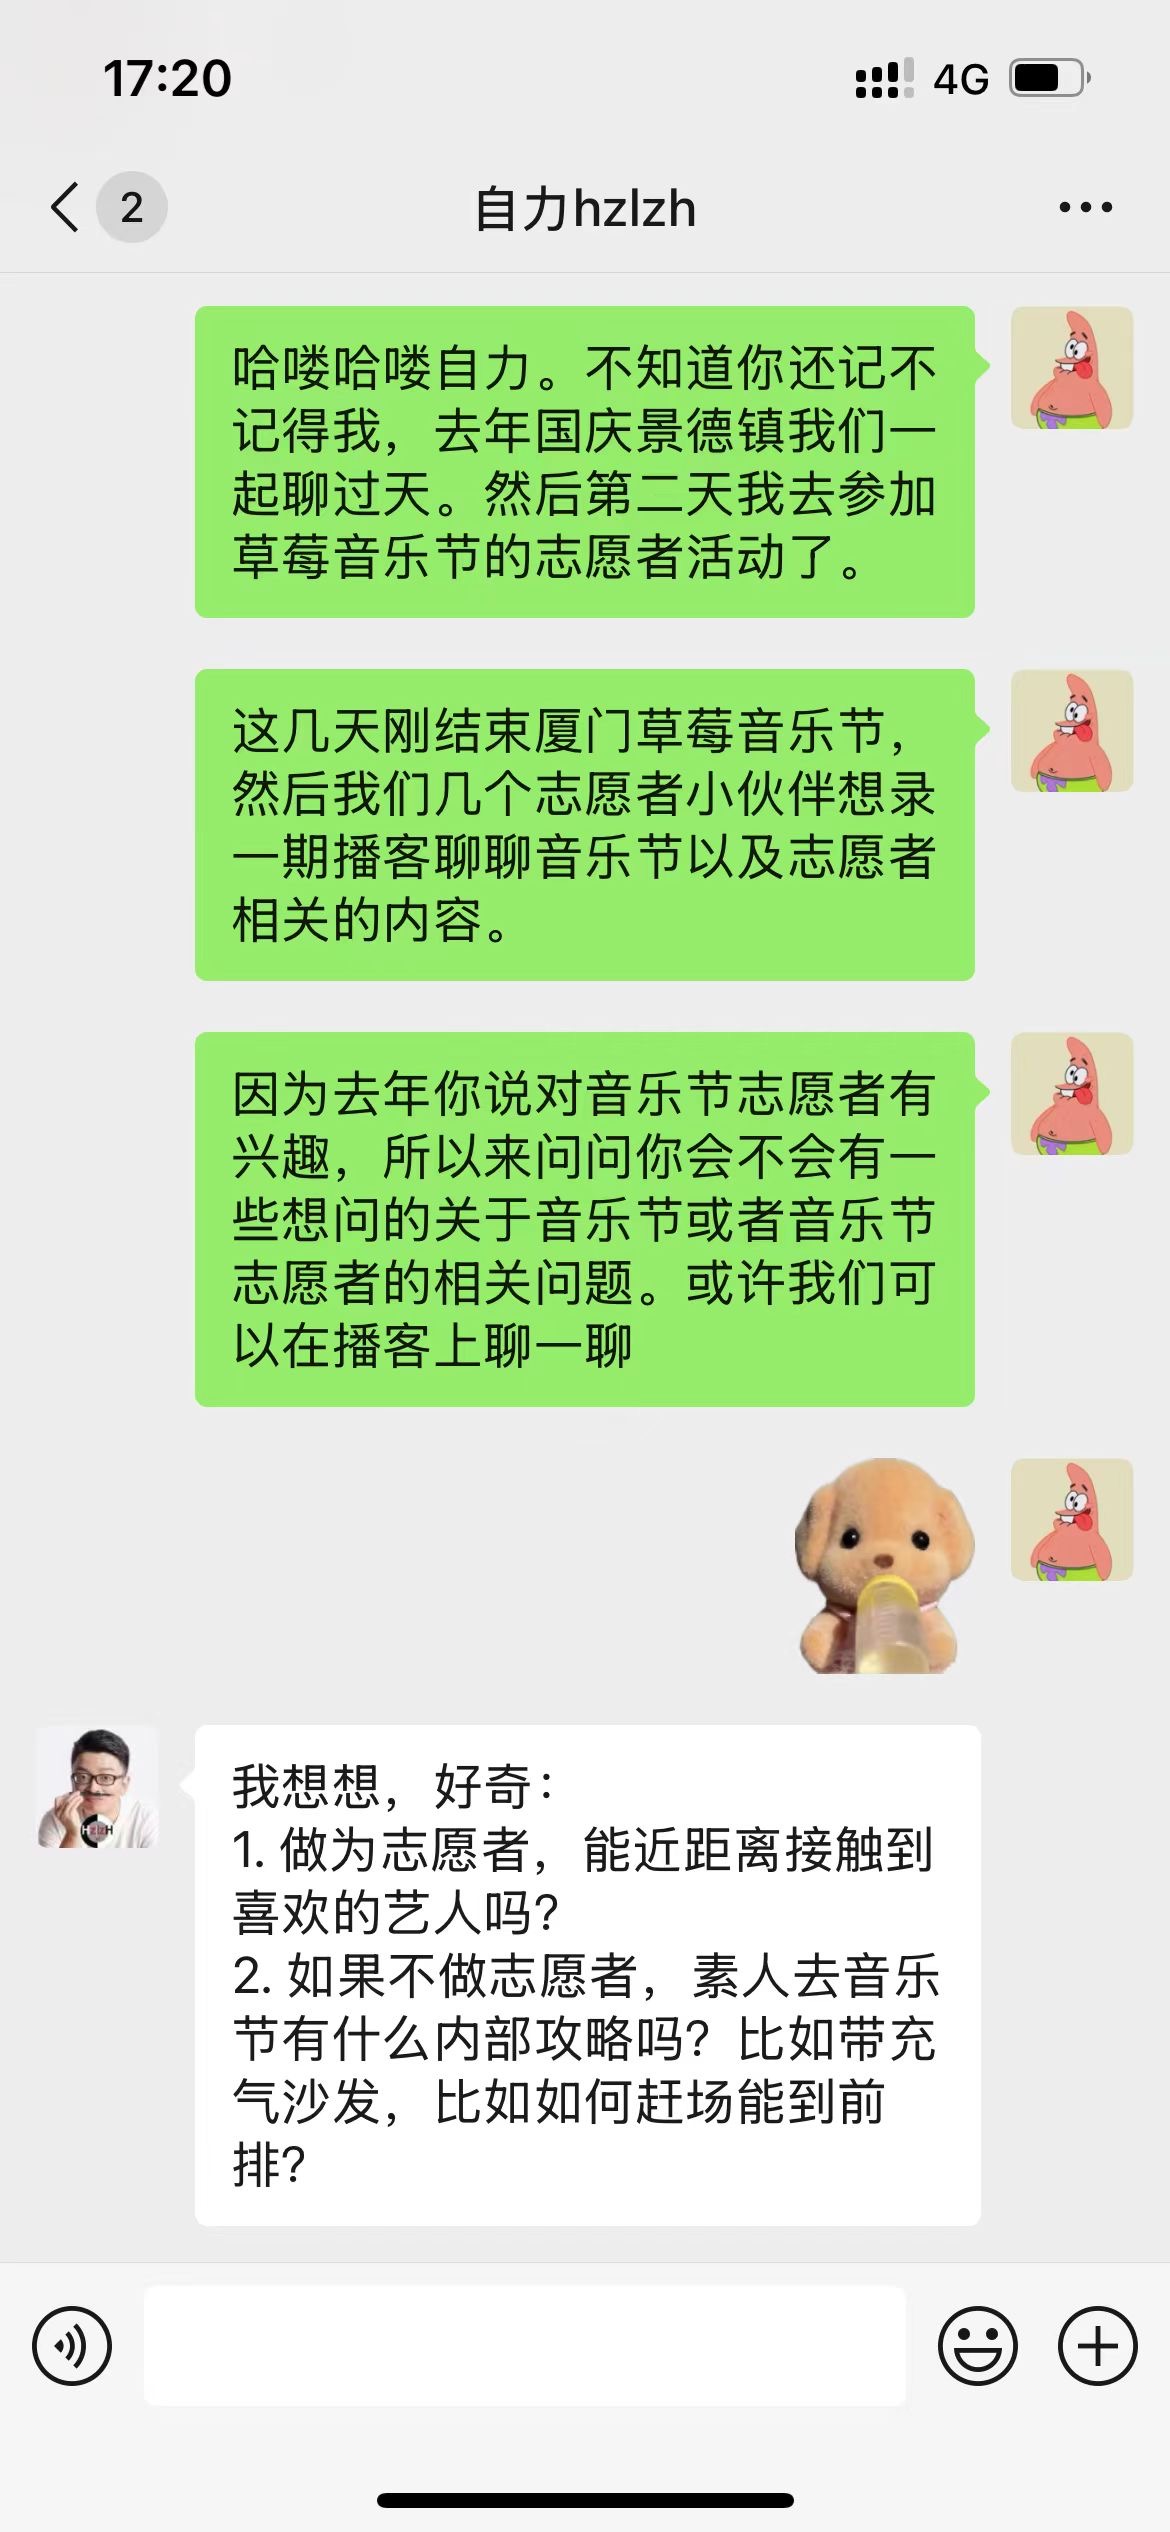 17:20
4G
2
自力hzlzh
哈喽哈喽自力。不知道你还记不
记得我，去年国庆景德镇我们一
起聊过天。然后第二天我去参加
草莓音乐节的志愿者活动了。
这几天刚结束厦门草莓音乐节，
然后我们几个志愿者小伙伴想录
一期播客聊聊音乐节以及志愿者
相关的内容。
因为去年你说对音乐节志愿者有
兴趣，所以来问问你会不会有一
些想问的关于音乐节或者音乐节
志愿者的相关问题。或许我们可
以在播客上聊一聊
HzlzH
我想想，好奇：
1. 做为志愿者，能近距离接触到
喜欢的艺人吗？
2. 如果不做志愿者，素人去音乐
节有什么内部攻略吗？比如带充
气沙发，比如如何赶场能到前
排？